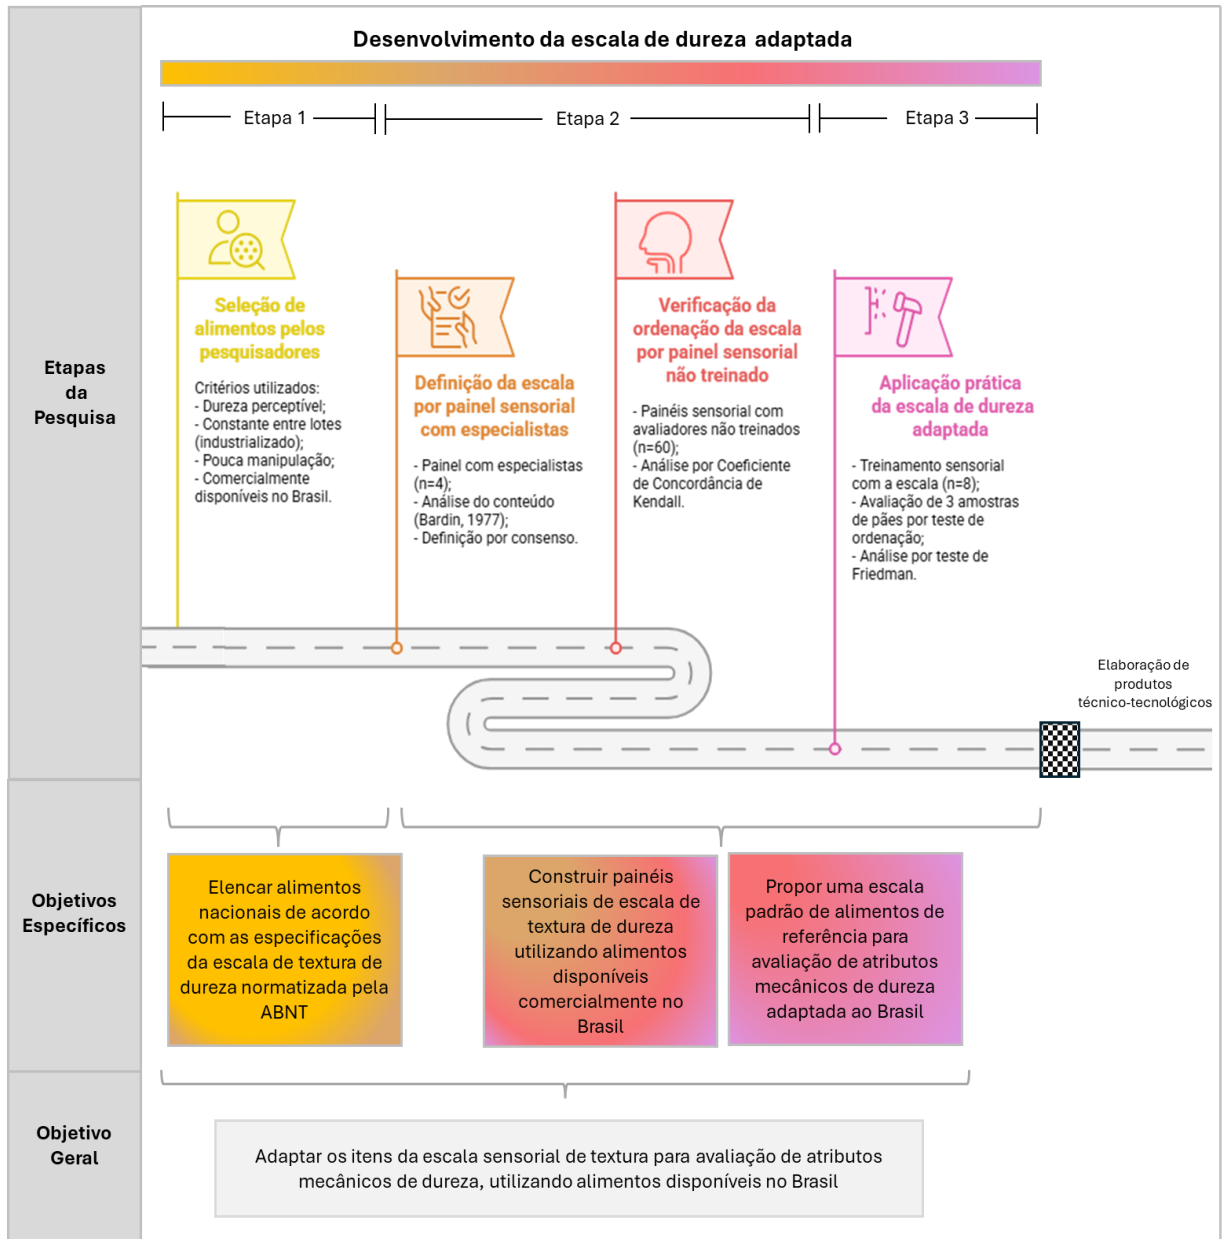 Desenvolvimento da escala de dureza adaptada
Etapa 1
Etapa 2
Etapa 3
Etapas
da
Pesquisa
Seleção de
alimentos pelos
pesquisadores
Critérios utilizados:
- Dureza perceptível;
- Constante entre lotes
(industrializado);
- Pouca manipulação;
- Comercialmente
disponíveis no Brasil.
Definição da escala
por painel sensorial
com especialistas
- Painel com especialistas
(n=4);
- Análise do conteúdo
(Bardin, 1977);
- Definição por consenso.
Verificação da
ordenação da escala
por painel sensorial
não treinado
- Painéis sensorial com
avaliadores não treinados
(n=60);
- Análise por Coeficiente
de Concordância de
Kendall.
Aplicação prática
da escala de dureza
adaptada
- Treinamento sensorial
com a escala (n=8);
- Avaliação de 3 amostras
de pães por teste de
ordenação;
- Análise por teste de
Friedman.
Elaboração de
produtos
técnico-tecnológicos
Objetivos
Específicos
Elencar alimentos
nacionais de acordo
com as especificações
da escala de textura de
dureza normatizada pela
ABNT
Construir painéis
sensoriais de escala de
textura de dureza
utilizando alimentos
disponíveis
comercialmente no
Brasil
Propor uma escala
padrão de alimentos de
referência para
avaliação de atributos
mecânicos de dureza
adaptada ao Brasil
Objetivo
Geral
Adaptar os itens da escala sensorial de textura para avaliação de atributos
mecânicos de dureza, utilizando alimentos disponíveis no Brasil